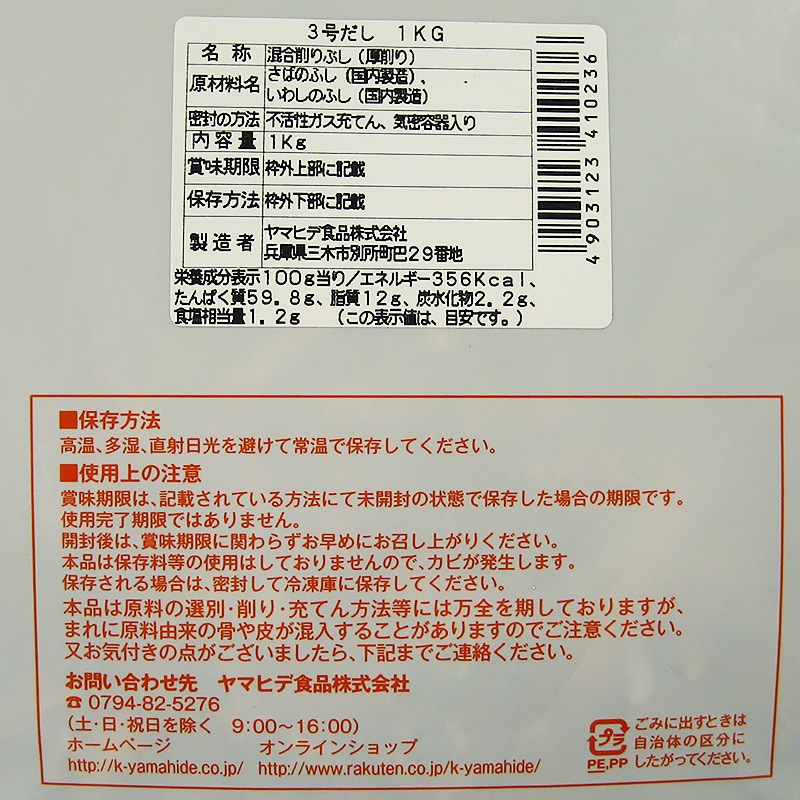 3号だし 1KG
名称 混合削りぶし(厚削り)
原材料名 さばのふし(国内製造)、
いわしのふし(国内製造)
密封の方法 不活性ガス充てん、気密容器入り
内容量 1Kg
賞味期限 枠外上部に記載
保存方法 枠外下部に記載
製造者 ヤマヒデ食品株式会社
兵庫県三木市別所町巴29番地
栄養成分表示100g当り/エネルギー356Kcal、
たんぱく質59.8g、脂質12g、炭水化物2.2g、
食塩相当量1.2g (この表示値は、目安です。)
4903123410236
■保存方法
高温、多湿、直射日光を避けて常温で保存してください。
■使用上の注意
賞味期限は、記載されている方法にて未開封の状態で保存した場合の期限です。
使用完了期限ではありません。
開封後は、賞味期限に関わらずお早めにお召し上がりください。
本品は保存料等の使用はしておりませんので、カビが発生します。
保存される場合は、密封して冷凍庫に保存してください。
本品は原料の選別・削り・充てん方法等には万全を期しておりますが、
まれに原料由来の骨や皮が混入することがありますのでご注意ください。
又お気付きの点がございましたら、下記までご連絡ください。
お問い合わせ先 ヤマヒデ食品株式会社
☎ 0794-82-5276
(土・日・祝日を除く 9:00〜16:00)
ホームページ オンラインショップ
http://k-yamahide.co.jp/ http://www.rakuten.co.jp/k-yamahide/
プラ
PE,PP
ごみに出すときは
自治体の区分に
したがってください。